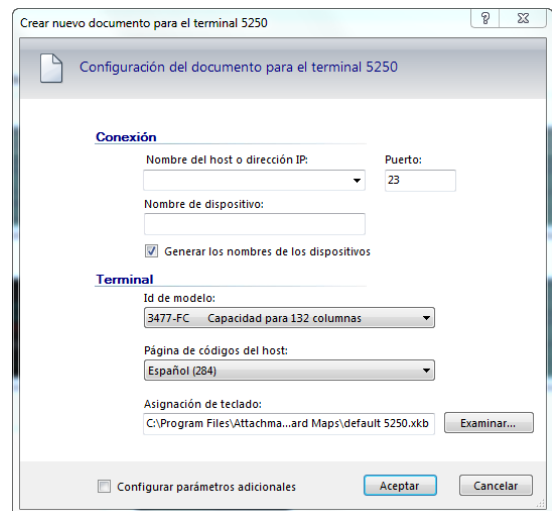 Crear nuevo documento para el terminal 5250
Configuración del documento para el terminal 5250
Conexión
Nombre del host o dirección IP: Puerto:
23
Nombre de dispositivo:
Generar los nombres de los dispositivos
Terminal
Id de modelo:
3477-FC Capacidad para 132 columnas
Página de códigos del host:
Español (284)
Asignación de teclado:
C:\Program Files\Attachma...ard Maps\default 5250.xkb Examinar...
Configurar parámetros adicionales Aceptar Cancelar